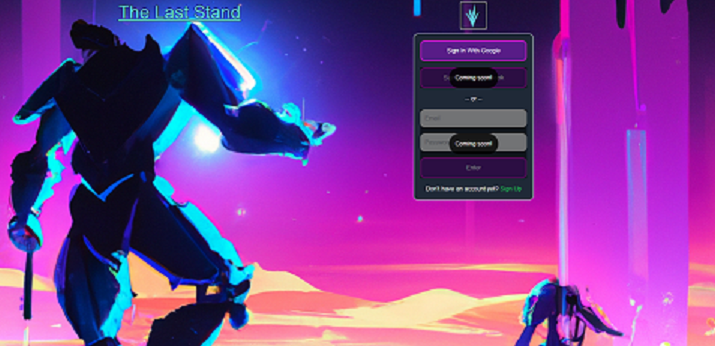 The Last Stand
Sign In With Google
Coming soon!
-- or --
Email
Coming soon!
Enter
Don't have an account yet? Sign Up